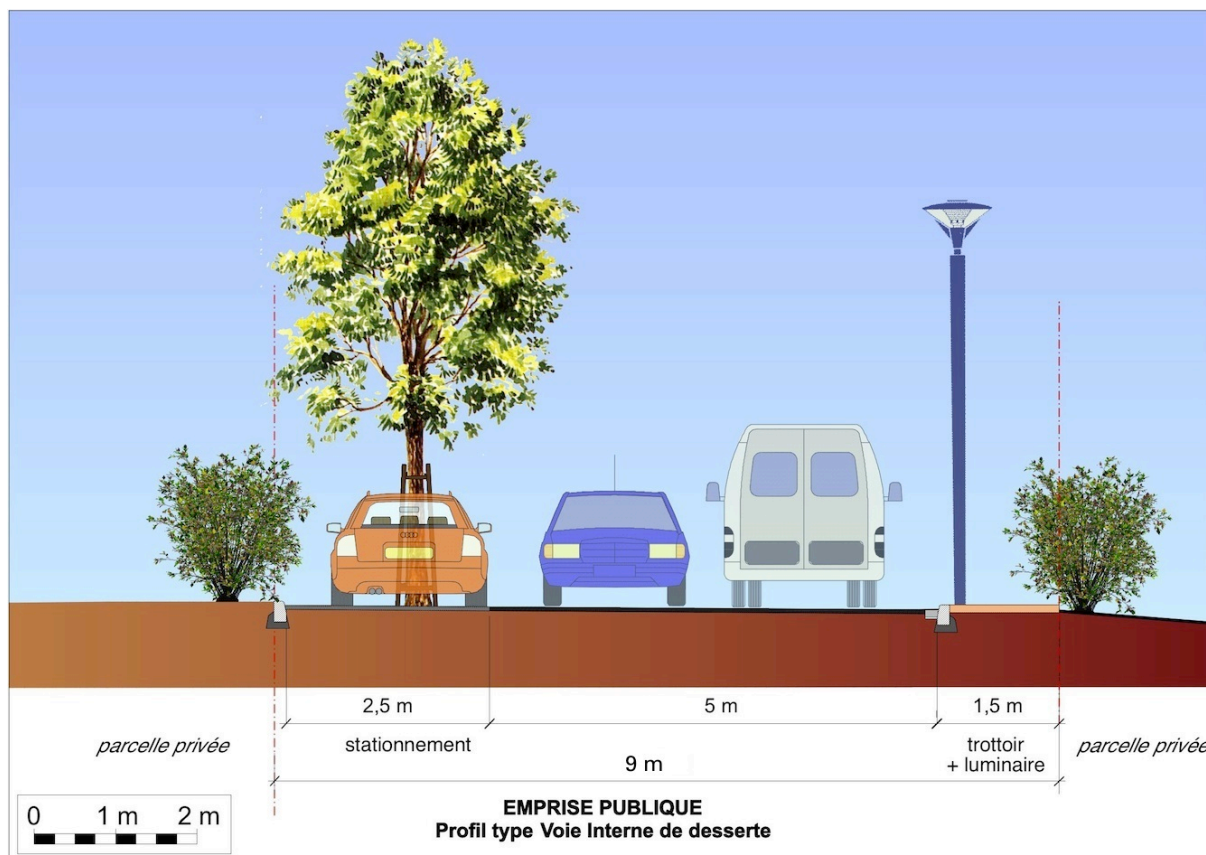 2,5 m
5 m
1,5 m
parcelle privée
stationnement
trottoir
+ luminaire
parcelle privée
9 m
0 1 m 2 m
EMPRISE PUBLIQUE
Profil type Voie Interne de desserte